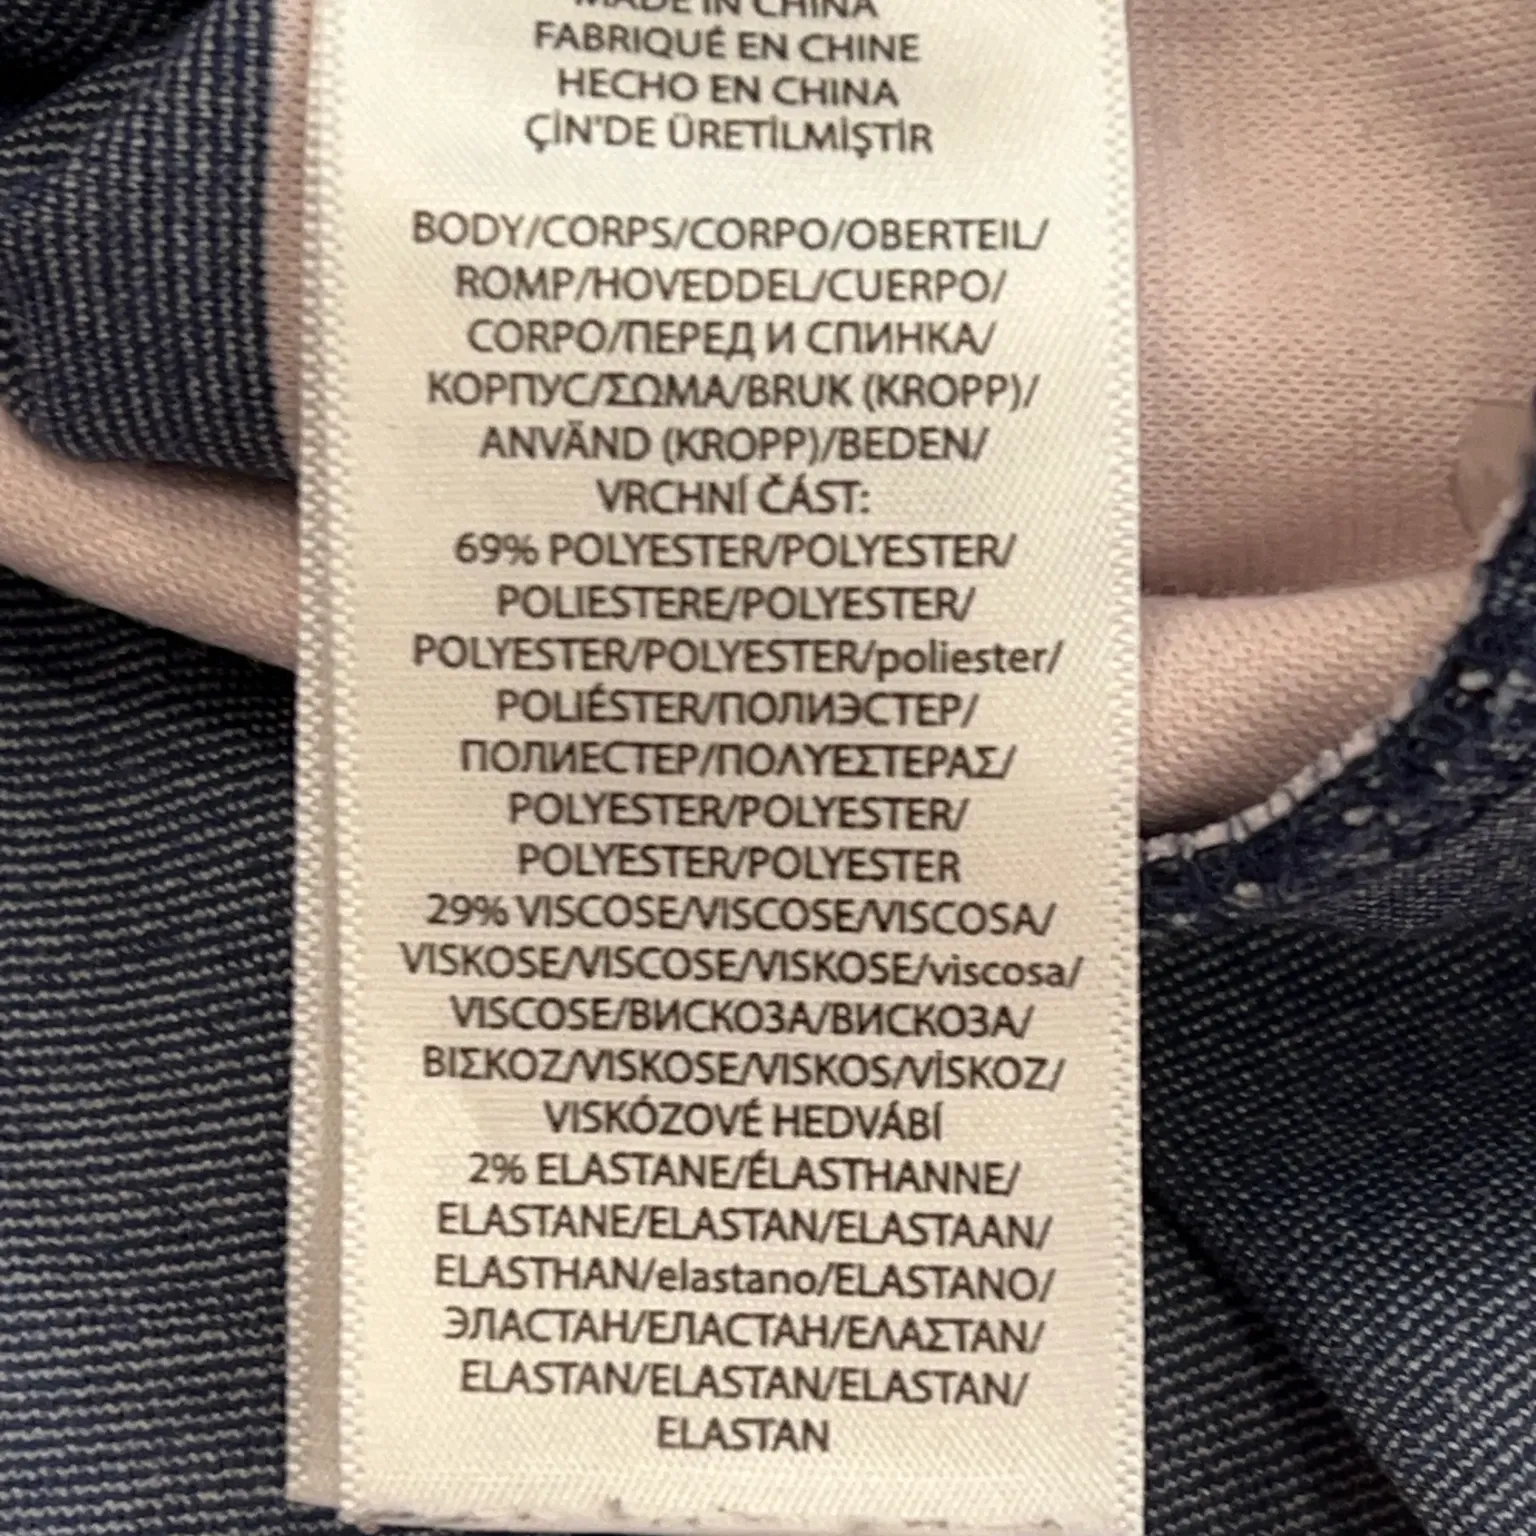 MADE IN CHINA
FABRIQUÉ EN CHINE
HECHO EN CHINA
ÇİN'DE ÜRETİLMİŞTİR
BODY/CORPS/CORPO/OBERTEIL/
ROMP/HOVEDDEL/CUERPO/
CORPO/ПЕРЕД И СПИНКА/
КОРПУС/ΣΩΜΑ/BRUK (KROPP)/
ANVÄND (KROPP)/BEDEN/
VRCHNÍ ČÁST:
69% POLYESTER/POLYESTER/
POLIESTERE/POLYESTER/
POLYESTER/POLYESTER/poliester/
POLIÉSTER/ПОЛИЭСТЕР/
ПОЛИЕСТЕР/ΠΟΛΥΕΣΤΕΡΑΣ/
POLYESTER/POLYESTER/
POLYESTER/POLYESTER
29% VISCOSE/VISCOSE/VISCOSA/
VISKOSE/VISCOSE/VISKOSE/viscosa/
VISCOSE/ВИСКОЗА/ВИСКОЗА/
ΒΙΣΚΟΖ/VISKOSE/VISKOS/VİSKOZ/
VISKÓZOVÉ HEDVÁBÍ
2% ELASTANE/ÉLASTHANNE/
ELASTANE/ELASTAN/ELASTAAN/
ELASTHAN/elastano/ELASTANO/
ЭЛАСТАН/ЕЛАСТАН/ΕΛΑΣΤΑΝ/
ELASTAN/ELASTAN/ELASTAN/
ELASTAN